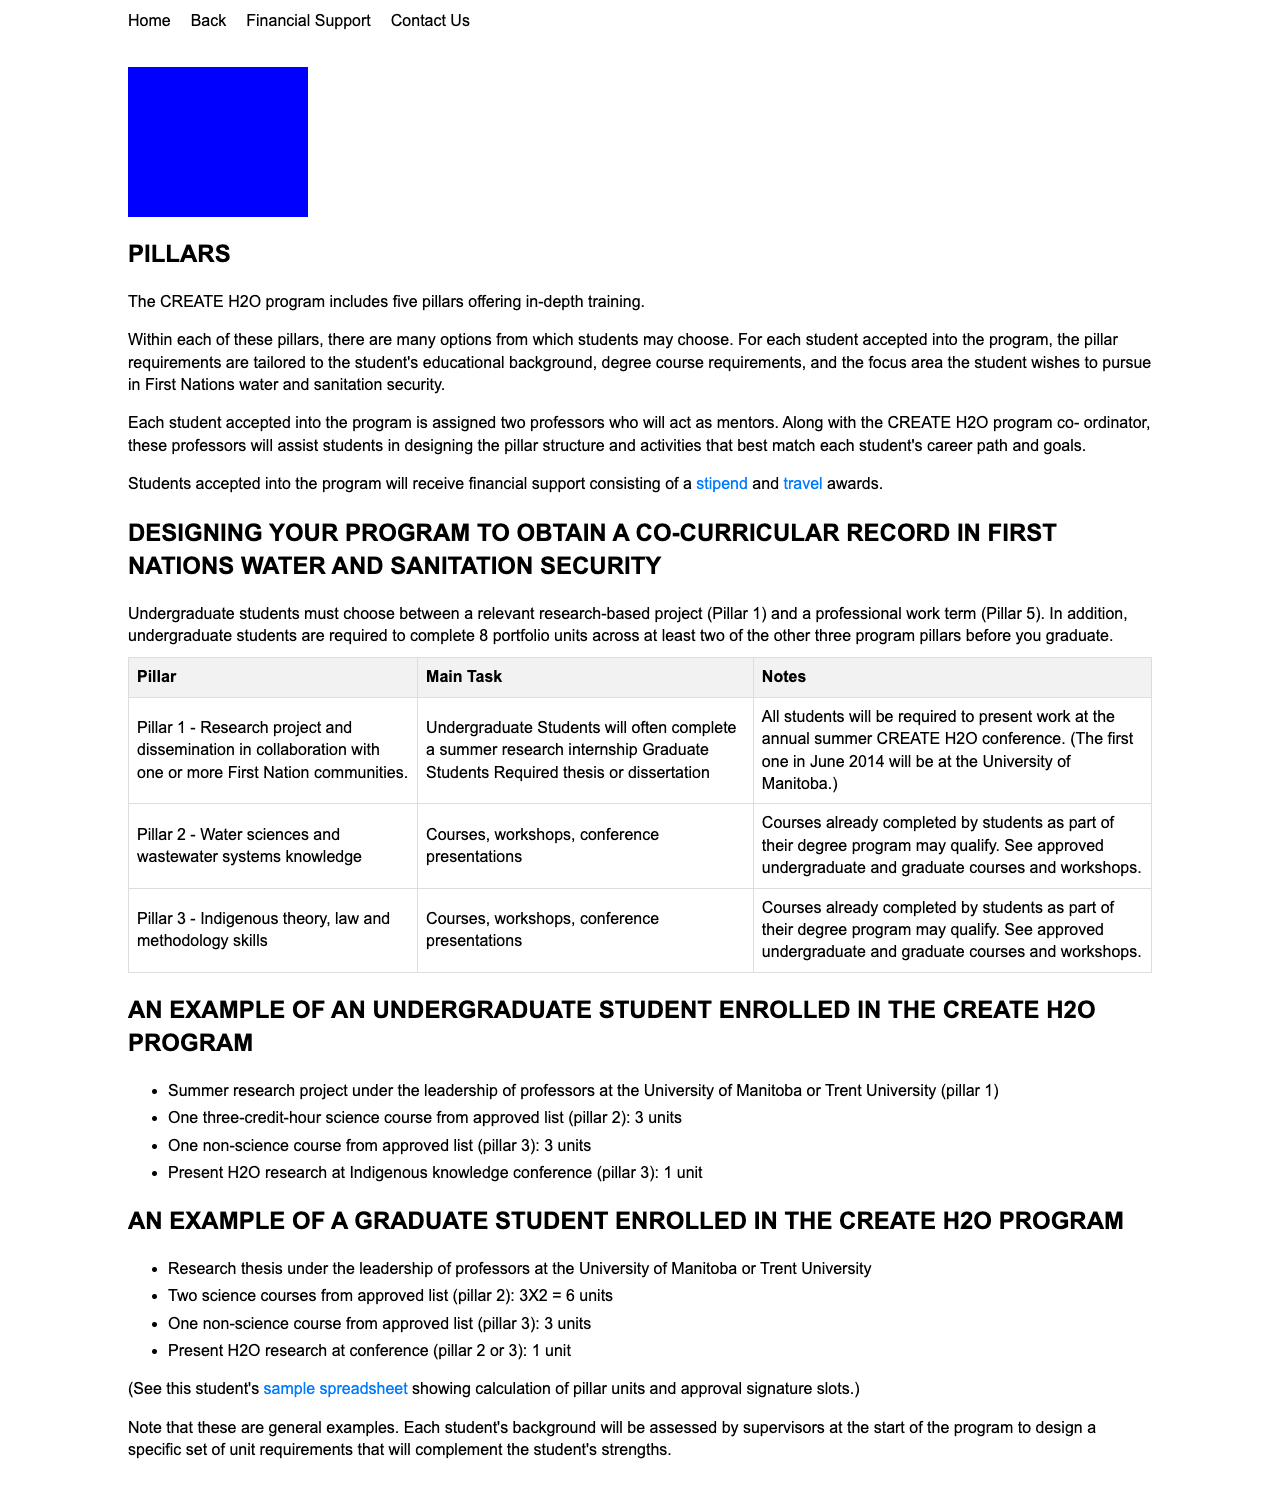 Home Back Financial Support Contact Us
PILLARS
The CREATE H2O program includes five pillars offering in-depth training.
Within each of these pillars, there are many options from which students may choose. For each student accepted into the program, the pillar
requirements are tailored to the student's educational background, degree course requirements, and the focus area the student wishes to pursue
in First Nations water and sanitation security.
Each student accepted into the program is assigned two professors who will act as mentors. Along with the CREATE H2O program co- ordinator,
these professors will assist students in designing the pillar structure and activities that best match each student's career path and goals.
Students accepted into the program will receive financial support consisting of a stipend and travel awards.
DESIGNING YOUR PROGRAM TO OBTAIN A CO-CURRICULAR RECORD IN FIRST
NATIONS WATER AND SANITATION SECURITY
Undergraduate students must choose between a relevant research-based project (Pillar 1) and a professional work term (Pillar 5). In addition,
undergraduate students are required to complete 8 portfolio units across at least two of the other three program pillars before you graduate.
Pillar Main Task Notes
Pillar 1 - Research project and
dissemination in collaboration with
one or more First Nation communities.
Undergraduate Students will often complete
a summer research internship Graduate
Students Required thesis or dissertation
All students will be required to present work at the
annual summer CREATE H2O conference. (The first
one in June 2014 will be at the University of
Manitoba.)
Pillar 2 - Water sciences and
wastewater systems knowledge
Courses, workshops, conference
presentations
Courses already completed by students as part of
their degree program may qualify. See approved
undergraduate and graduate courses and workshops.
Pillar 3 - Indigenous theory, law and
methodology skills
Courses, workshops, conference
presentations
Courses already completed by students as part of
their degree program may qualify. See approved
undergraduate and graduate courses and workshops.
AN EXAMPLE OF AN UNDERGRADUATE STUDENT ENROLLED IN THE CREATE H2O
PROGRAM
• Summer research project under the leadership of professors at the University of Manitoba or Trent University (pillar 1)
• One three-credit-hour science course from approved list (pillar 2): 3 units
• One non-science course from approved list (pillar 3): 3 units
• Present H2O research at Indigenous knowledge conference (pillar 3): 1 unit
AN EXAMPLE OF A GRADUATE STUDENT ENROLLED IN THE CREATE H2O PROGRAM
• Research thesis under the leadership of professors at the University of Manitoba or Trent University
• Two science courses from approved list (pillar 2): 3X2 = 6 units
• One non-science course from approved list (pillar 3): 3 units
• Present H2O research at conference (pillar 2 or 3): 1 unit
(See this student's sample spreadsheet showing calculation of pillar units and approval signature slots.)
Note that these are general examples. Each student's background will be assessed by supervisors at the start of the program to design a
specific set of unit requirements that will complement the student's strengths.